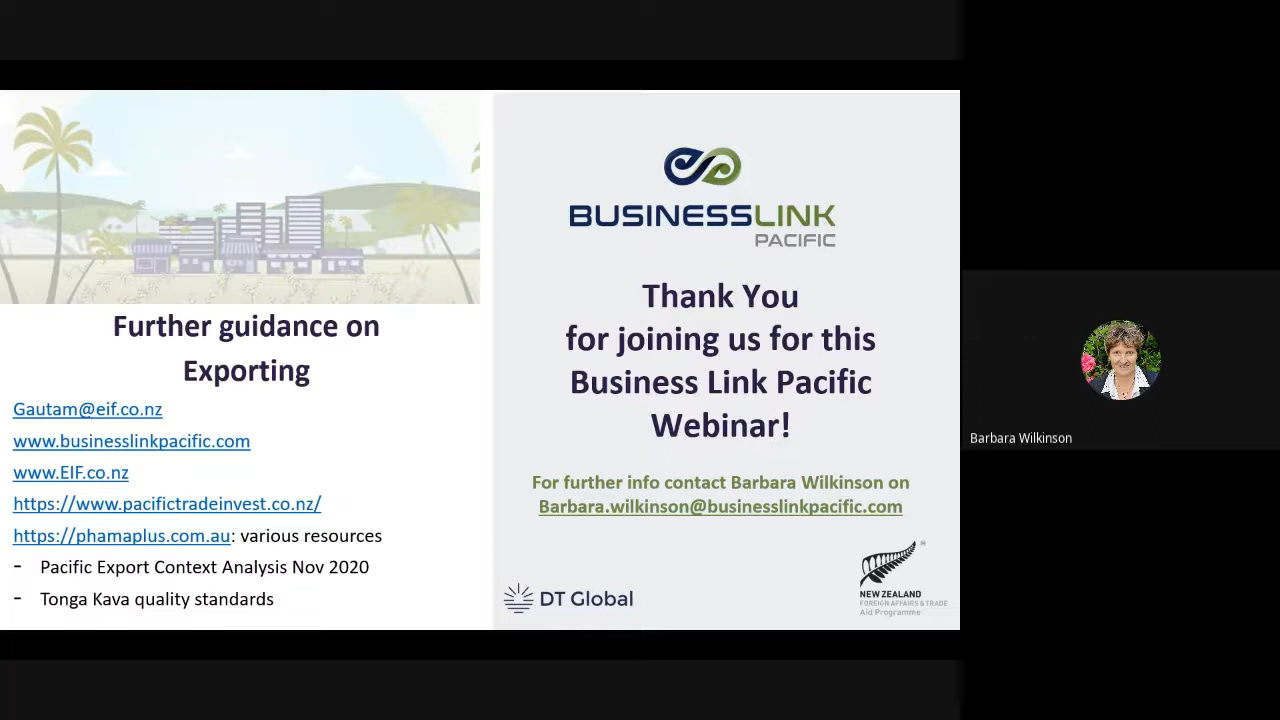 Further guidance on
Exporting
Gautam@eif.co.nz
www.businesslinkpacific.com
www.EIF.co.nz
https://www.pacifictradeinvest.co.nz/
https://phamaplus.com.au: various resources
- Pacific Export Context Analysis Nov 2020
- Tonga Kava quality standards
BUSINESSLINK
PACIFIC
Thank You
for joining us for this
Business Link Pacific
Webinar!
For further info contact Barbara Wilkinson on
Barbara.wilkinson@businesslinkpacific.com
DT Global
NEW ZEALAND
FOREIGN AFFAIRS & TRADE
Aid Programme
Barbara Wilkinson